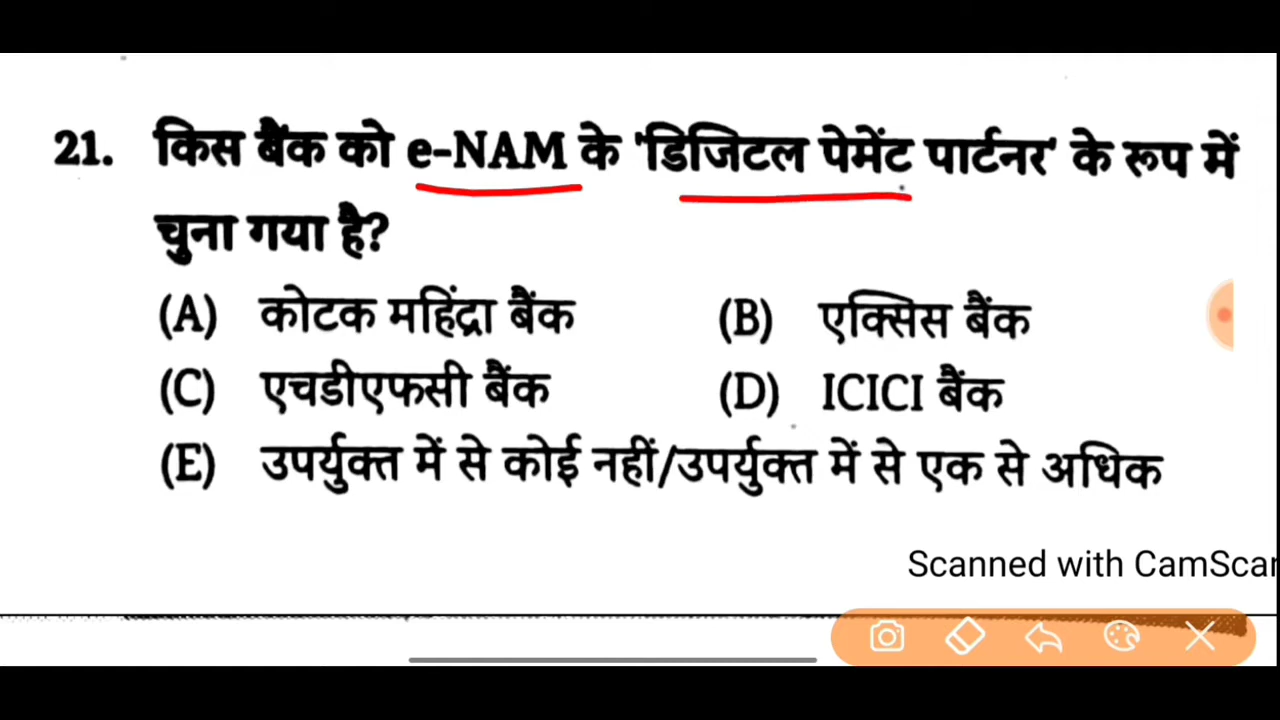 21. किस बैंक को e-NAM के 'डिजिटल पेमेंट पार्टनर' के रूप में
चुना गया है?
(A) कोटक महिंद्रा बैंक (B) एक्सिस बैंक
(C) एचडीएफसी बैंक (D) ICICI बैंक
(E) उपर्युक्त में से कोई नहीं/उपर्युक्त में से एक से अधिक
Scanned with CamScan